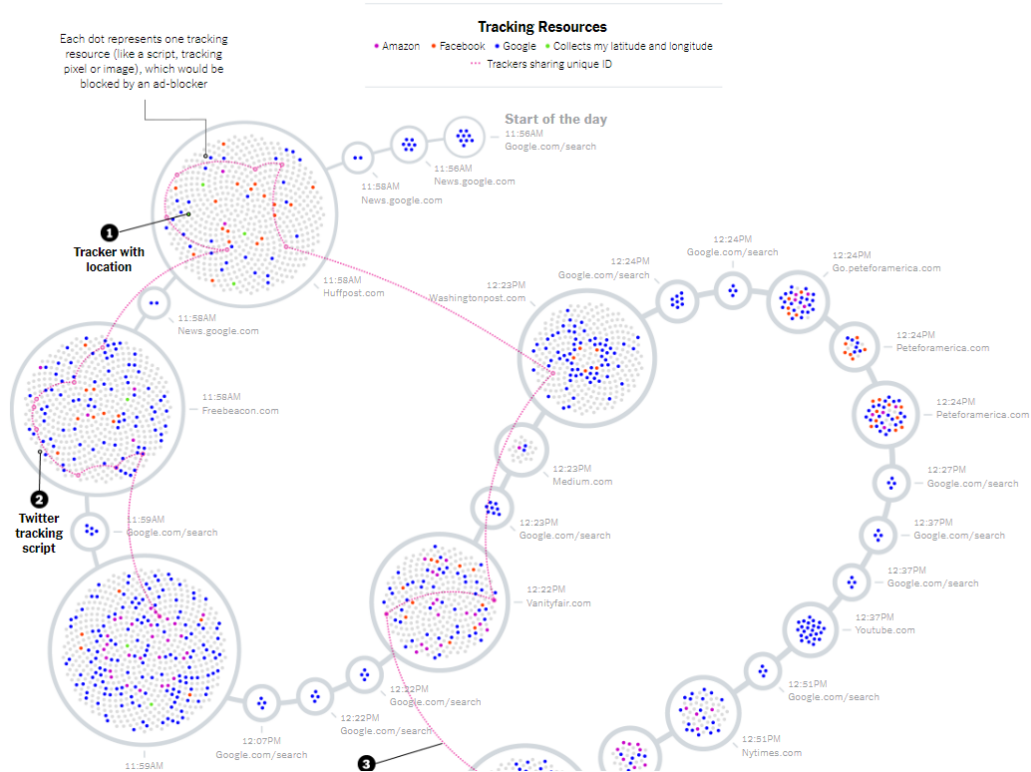 Tracking Resources
Amazon Facebook Google Collects my latitude and longitude
Trackers sharing unique ID
Each dot represents one tracking
resource (like a script, tracking
pixel or image), which would be
blocked by an ad-blocker
Start of the day
11:56AM
Google.com/search
11:56AM
News.google.com
11:58AM
News.google.com
1
Tracker with
location
11:58AM
Huffpost.com
11:58AM
News.google.com
11:58AM
Freebeacon.com
2
Twitter
tracking
script
11:59AM
Google.com/search
11:59AM
12:07PM
Google.com/search
12:22PM
Google.com/search
12:22PM
Google.com/search
3
12:22PM
Vanityfair.com
12:23PM
Google.com/search
12:23PM
Medium.com
12:23PM
Washingtonpost.com
12:24PM
Google.com/search
12:24PM
Google.com/search
12:24PM
Go.peteforamerica.com
12:24PM
Peteforamerica.com
12:24PM
Peteforamerica.com
12:27PM
Google.com/search
12:37PM
Google.com/search
12:37PM
Google.com/search
12:37PM
Youtube.com
12:51PM
Google.com/search
12:51PM
Nytimes.com